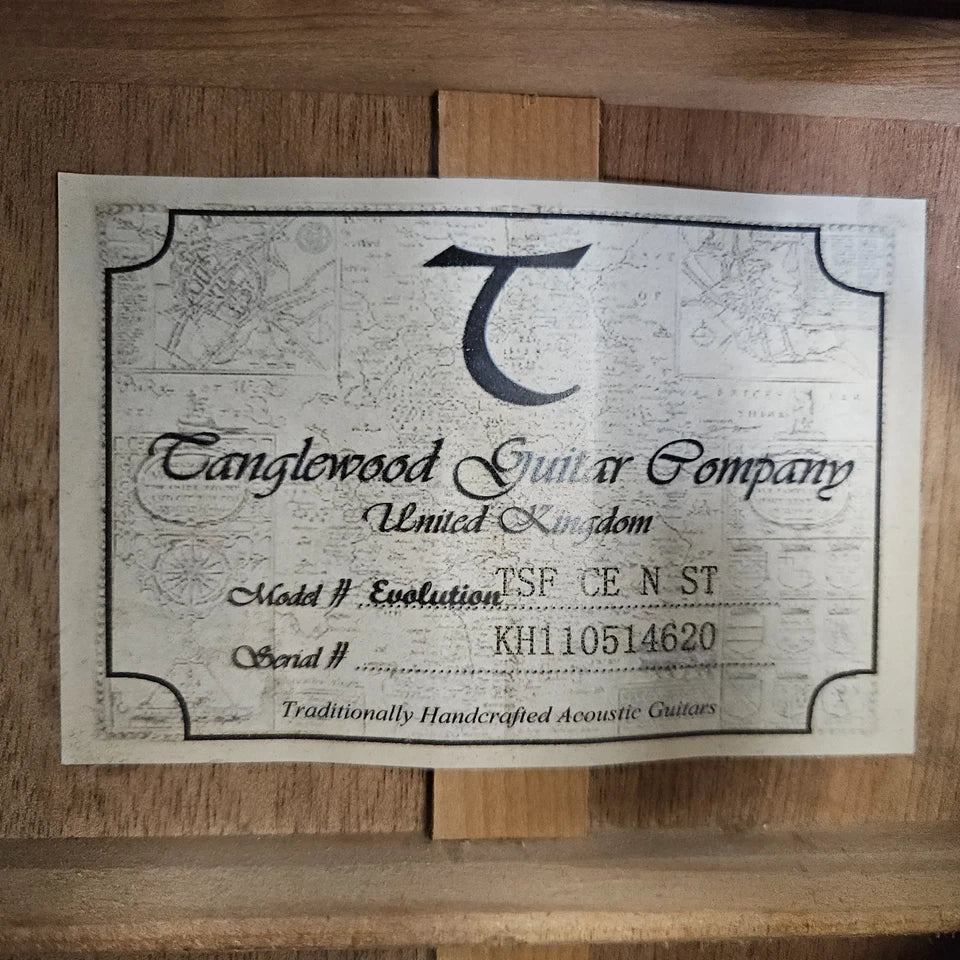 T
Tanglewood Guitar Company
United Kingdom
Model # Evolution TSF CE N ST
Serial # KH110514620
Traditionally Handcrafted Acoustic Guitars